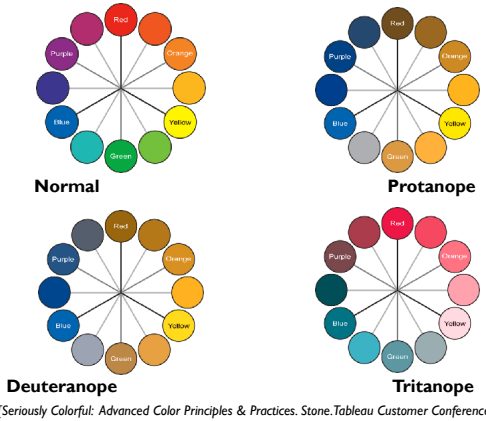 Red
Purple
Orange
Blue
Yellow
Green
Normal
Red
Purple
Orange
Blue
Yellow
Green
Protanope
Red
Purple
Orange
Blue
Yellow
Green
Deuteranope
Red
Purple
Orange
Blue
Yellow
Green
Tritanope
[Seriously Colorful: Advanced Color Principles & Practices. Stone.Tableau Customer Conference